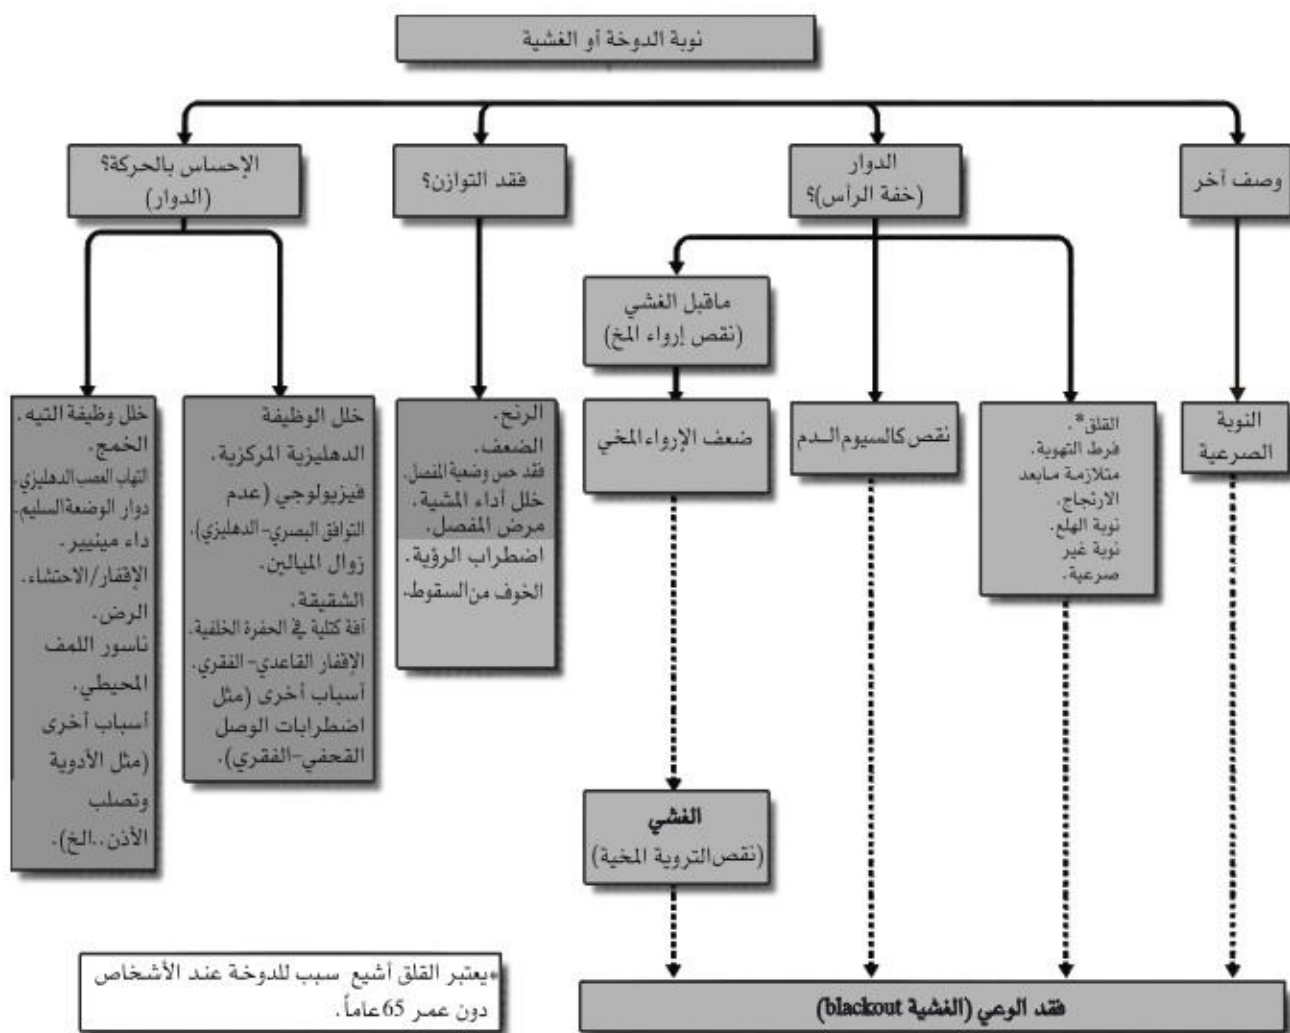 نوبة الدوخة أو الغشية
الإحساس بالحركة؟
(الدوار)
فقد التوازن؟
الدوار
(خفة الرأس)؟
وصف آخر
ماقبل الغشي
(نقص إرواء المخ)
خلل وظيفة التيه.
الخمج.
التهاب العصب الدهليزي.
دوار الوضعة السليم.
داء مينيير.
الإقفار/الاحتشاء.
الرض.
ناسور اللمف
المحيطي.
أسباب أخرى
(مثل الأدوية
وتصلب
الأذن..الخ).
خلل الوظيفة
الدهليزية المركزية.
فيزيولوجي (عدم
التوافق البصري-الدهليزي).
زوال الميالين.
الشقيقة.
آفة كتلية في الحفرة الخلفية.
الإقفار القاعدي-الفقري.
أسباب أخرى (مثل
اضطرابات الوصل
القحفي-الفقري).
الرنح.
الضعف.
فقد حس وضعية المفصل.
خلل أداء المشية.
مرض المفصل.
اضطراب الرؤية.
الخوف من السقوط.
ضعف الإرواء المخي
نقص كالسيوم الدم
القلق*.
فرط التهوية.
متلازمة مابعد
الارتجاج.
نوبة الهلع.
نوبة غير
صرعية.
النوبة
الصرعية
الغشي
(نقص التروية المخية)
فقد الوعي (الغشية blackout)
*يعتبر القلق أشيع سبب للدوخة عند الأشخاص
دون عمر 65 عاماً.